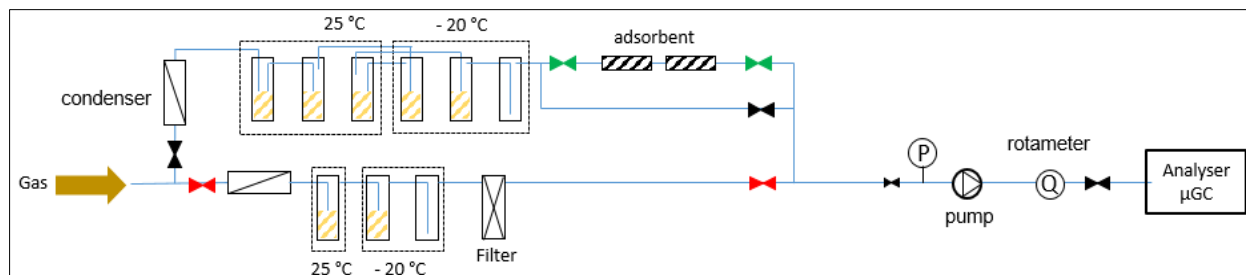 25 °C
- 20 °C
adsorbent
condenser
Gas
P
rotameter
Q
pump
Analyser
µGC
Filter
25 °C
- 20 °C